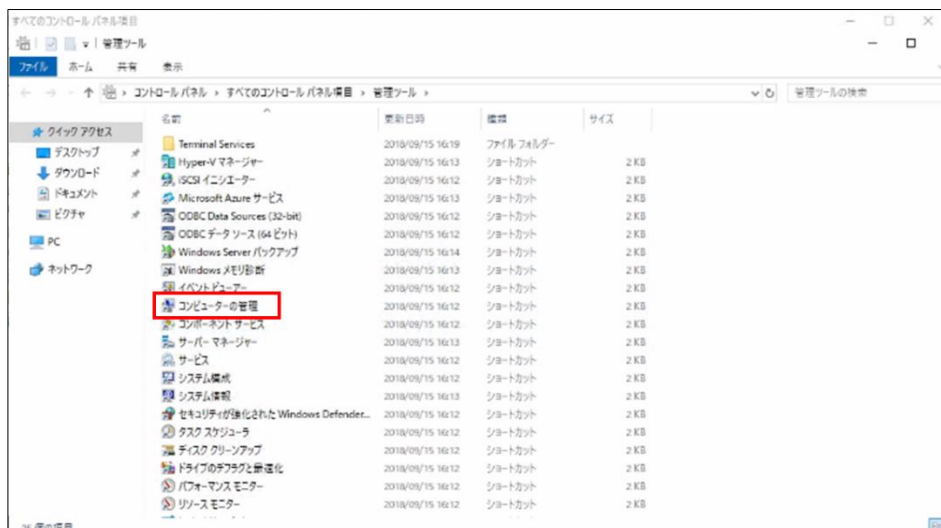 すべてのコントロール パネル項目
管理ツール
ファイル ホーム 共有 表示
コントロール パネル › すべてのコントロール パネル項目 › 管理ツール ›
管理ツールの検索
クイック アクセス
デスクトップ
ダウンロード
ドキュメント
ピクチャ
PC
ネットワーク
名前 更新日時 種類 サイズ
Terminal Services 2018/09/15 16:19 ファイル フォルダー
Hyper-V マネージャー 2018/09/15 16:13 ショートカット 2 KB
iSCSI イニシエーター 2018/09/15 16:12 ショートカット 2 KB
Microsoft Azure サービス 2018/09/15 16:13 ショートカット 2 KB
ODBC Data Sources (32-bit) 2018/09/15 16:12 ショートカット 2 KB
ODBC データ ソース (64 ビット) 2018/09/15 16:12 ショートカット 2 KB
Windows Server バックアップ 2018/09/15 16:14 ショートカット 2 KB
Windows メモリ診断 2018/09/15 16:13 ショートカット 2 KB
イベント ビューアー 2018/09/15 16:12 ショートカット 2 KB
コンピューターの管理 2018/09/15 16:12 ショートカット 2 KB
コンポーネント サービス 2018/09/15 16:12 ショートカット 2 KB
サーバー マネージャー 2018/09/15 16:13 ショートカット 2 KB
サービス 2018/09/15 16:12 ショートカット 2 KB
システム構成 2018/09/15 16:12 ショートカット 2 KB
システム情報 2018/09/15 16:13 ショートカット 2 KB
セキュリティが強化された Windows Defender... 2018/09/15 16:12 ショートカット 2 KB
タスク スケジューラ 2018/09/15 16:12 ショートカット 2 KB
ディスク クリーンアップ 2018/09/15 16:12 ショートカット 2 KB
ドライブのデフラグと最適化 2018/09/15 16:12 ショートカット 2 KB
パフォーマンス モニター 2018/09/15 16:12 ショートカット 2 KB
リソース モニター 2018/09/15 16:12 ショートカット 2 KB